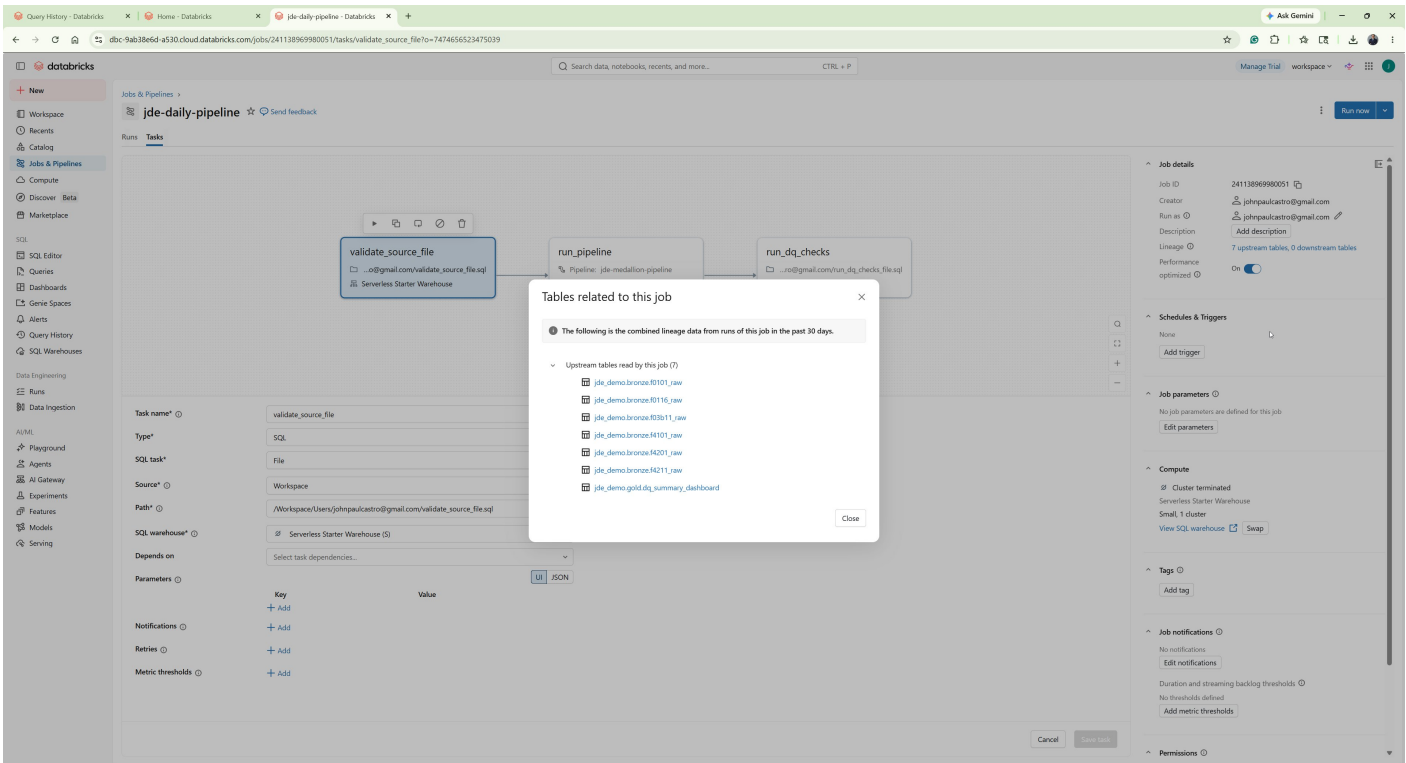 Query History - Databricks
Home - Databricks
jde-daily-pipeline - Databricks
Ask Gemini
dbc-9ab38e6d-a530.cloud.databricks.com/jobs/241138969980051/tasks/validate_source_file?o=7474656523475039
databricks
Search data, notebooks, recents, and more...
CTRL + P
Manage Trial
workspace
New
Workspace
Recents
Catalog
Jobs & Pipelines
Compute
Discover Beta
Marketplace
SQL
SQL Editor
Queries
Dashboards
Genie Spaces
Alerts
Query History
SQL Warehouses
Data Engineering
Runs
Data Ingestion
AI/ML
Playground
Agents
AI Gateway
Experiments
Features
Models
Serving
Jobs & Pipelines >
jde-daily-pipeline
Send feedback
Run now
Runs Tasks
validate_source_file
...o@gmail.com/validate_source_file.sql
Serverless Starter Warehouse
run_pipeline
Pipeline: jde-medallion-pipeline
run_dq_checks
...ro@gmail.com/run_dq_checks_file.sql
Tables related to this job
The following is the combined lineage data from runs of this job in the past 30 days.
Upstream tables read by this job (7)
jde_demo.bronze.f0101_raw
jde_demo.bronze.f0116_raw
jde_demo.bronze.f03b11_raw
jde_demo.bronze.f4101_raw
jde_demo.bronze.f4201_raw
jde_demo.bronze.f4211_raw
jde_demo.gold.dq_summary_dashboard
Close
Task name* validate_source_file
Type* SQL
SQL task* File
Source* Workspace
Path* /Workspace/Users/johnpaulcastro@gmail.com/validate_source_file.sql
SQL warehouse* Serverless Starter Warehouse (S)
Depends on Select task dependencies...
Parameters
UI JSON
Key Value
+ Add
Notifications + Add
Retries + Add
Metric thresholds + Add
Cancel
Save task
Job details
Job ID 241138969980051
Creator johnpaulcastro@gmail.com
Run as johnpaulcastro@gmail.com
Description Add description
Lineage 7 upstream tables, 0 downstream tables
Performance
optimized On
Schedules & Triggers
None
Add trigger
Job parameters
No job parameters are defined for this job
Edit parameters
Compute
Cluster terminated
Serverless Starter Warehouse
Small, 1 cluster
View SQL warehouse
Swap
Tags
Add tag
Job notifications
No notifications
Edit notifications
Duration and streaming backlog thresholds
No thresholds defined
Add metric thresholds
Permissions